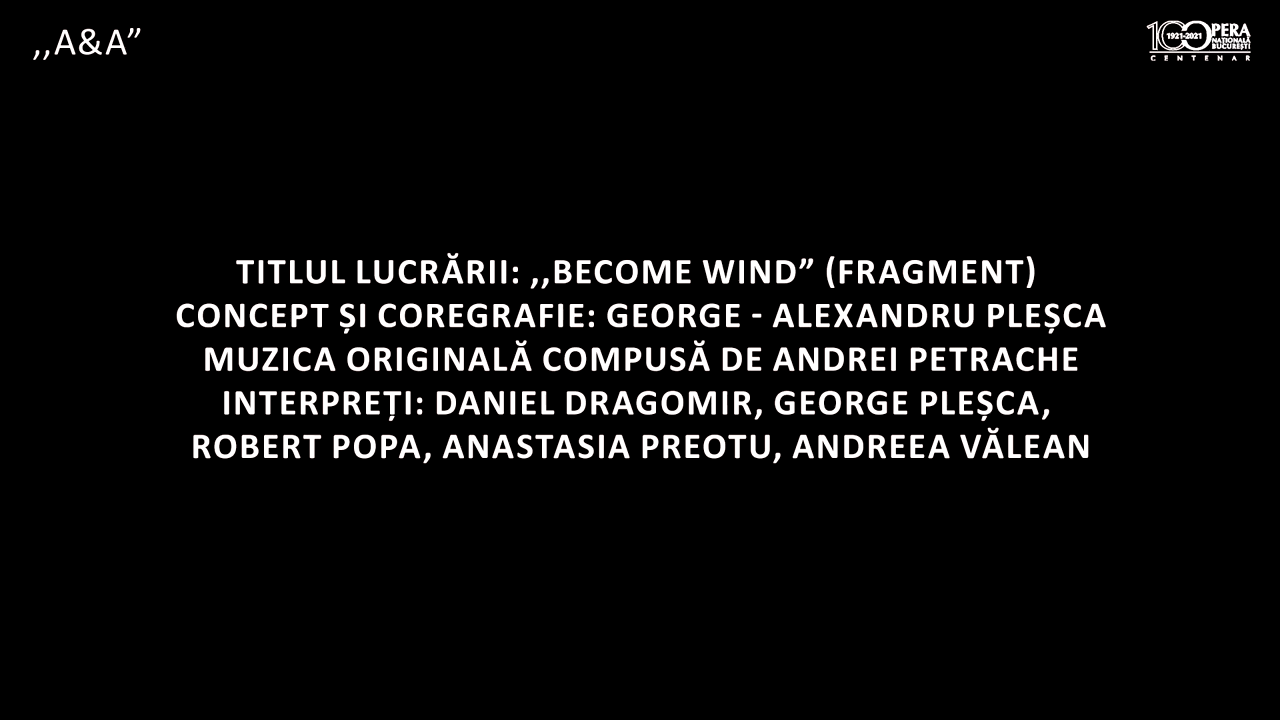 ,,A&A”
100 OPERA
1921-2021 NAȚIONALĂ
BUCUREȘTI
CENTENAR
TITLUL LUCRĂRII: ,,BECOME WIND” (FRAGMENT)
CONCEPT ȘI COREGRAFIE: GEORGE - ALEXANDRU PLEȘCA
MUZICA ORIGINALĂ COMPUSĂ DE ANDREI PETRACHE
INTERPREȚI: DANIEL DRAGOMIR, GEORGE PLEȘCA,
ROBERT POPA, ANASTASIA PREOTU, ANDREEA VĂLEAN